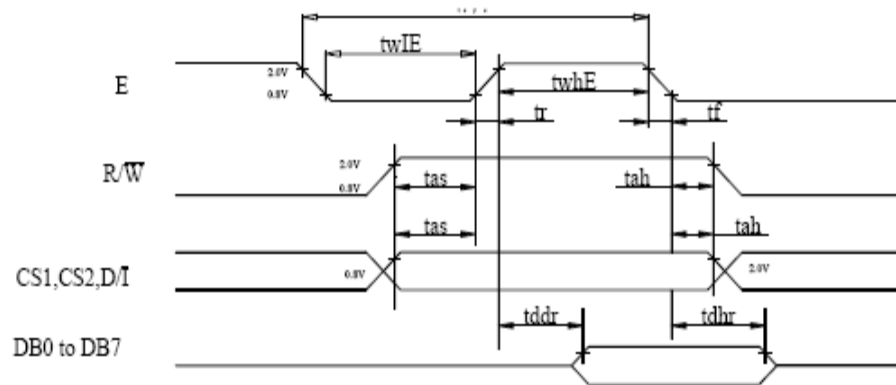 twIE
E
2.0V
0.8V
twhE
tr
tf
R/W̅
2.0V
0.8V
tas
tah
tas
tah
CS1,CS2,D/I̅
0.8V
2.0V
tddr
tdhr
DB0 to DB7